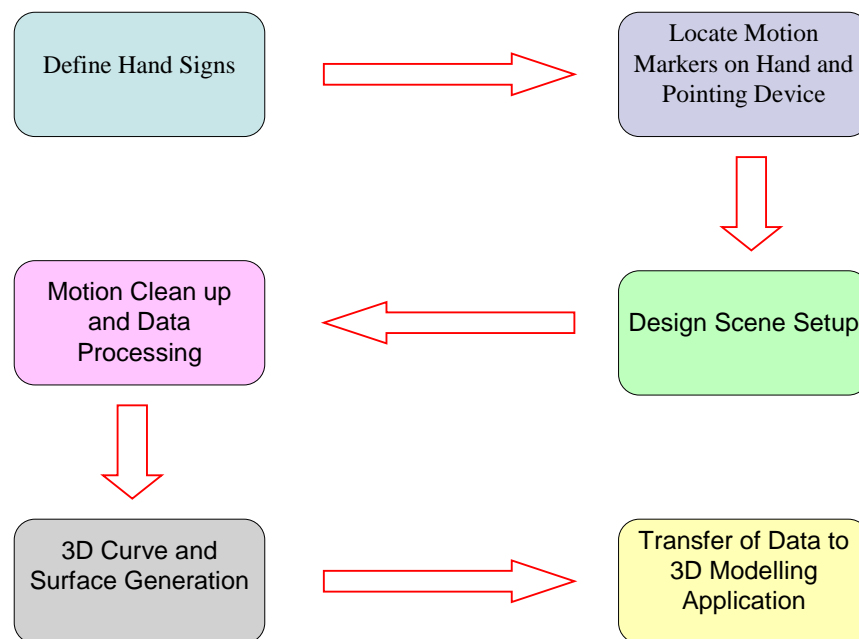 Define Hand Signs
Locate Motion
Markers on Hand and
Pointing Device
Motion Clean up
and Data
Processing
Design Scene Setup
3D Curve and
Surface Generation
Transfer of Data to
3D Modelling
Application